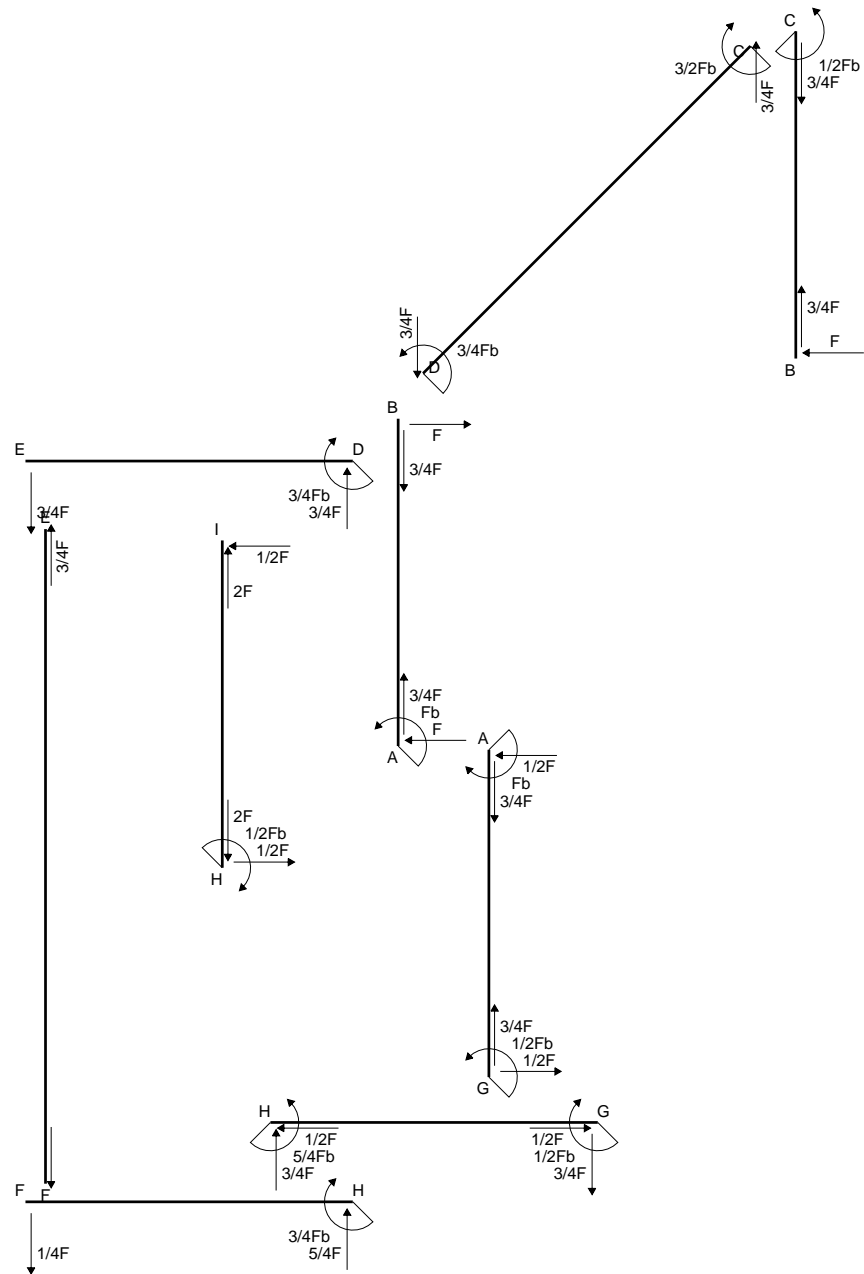 C
C
3/2Fb
1/2Fb
3/4F
3/4F
3/4F
3/4F
F
B
3/4Fb
D
B
F
3/4F
E
D
3/4Fb
3/4F
3/4F
E
3/4F
I
1/2F
2F
3/4F
Fb
F
A
A
1/2F
Fb
3/4F
2F
1/2Fb
1/2F
H
3/4F
1/2Fb
1/2F
G
H
G
1/2F
5/4Fb
3/4F
1/2F
1/2Fb
3/4F
F
F
H
3/4Fb
5/4F
1/4F